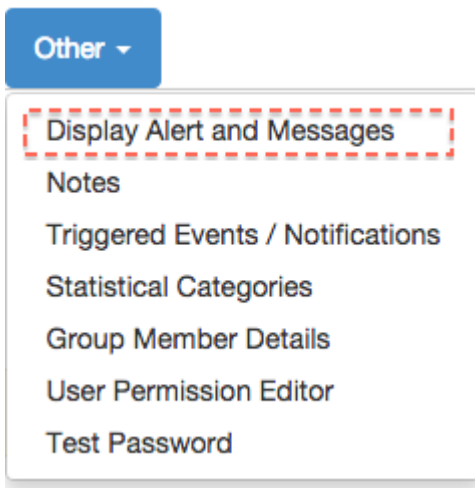 Other
Display Alert and Messages
Notes
Triggered Events / Notifications
Statistical Categories
Group Member Details
User Permission Editor
Test Password